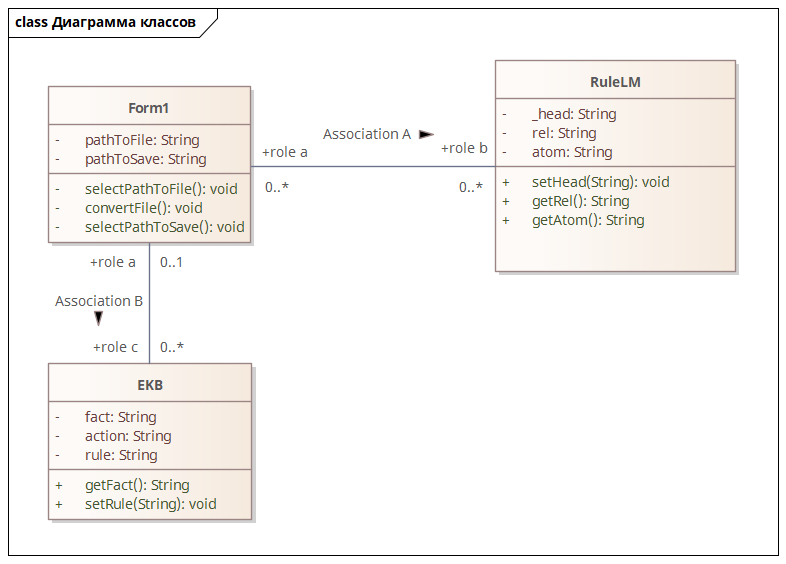 class Диаграмма классов
Form1
- pathToFile: String
- pathToSave: String
- selectPathToFile(): void
- convertFile(): void
- selectPathToSave(): void
Association A
+role a
+role b
0..*
0..*
RuleLM
- _head: String
- rel: String
- atom: String
+ setHead(String): void
+ getRel(): String
+ getAtom(): String
+role a 0..1
Association B
+role c 0..*
EKB
- fact: String
- action: String
- rule: String
+ getFact(): String
+ setRule(String): void